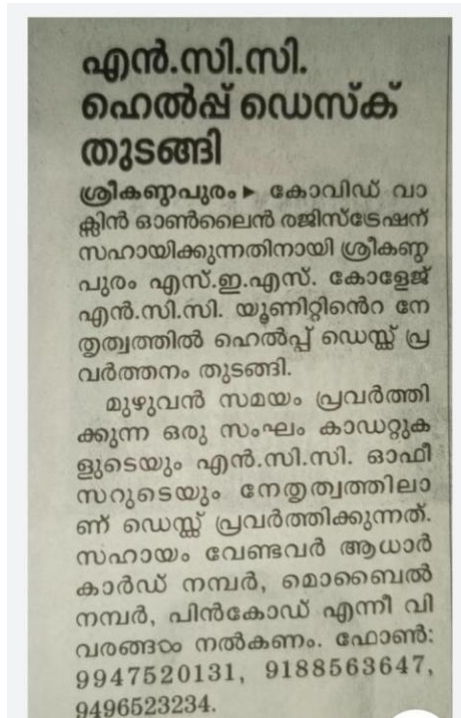 എൻ.സി.സി.
ഹെൽപ്പ് ഡെസ്ക്
തുടങ്ങി
ശ്രീകണ്ഠപുരം▸ കോവിഡ് വാ
ക്സിൻ ഓൺലൈൻ രജിസ്ട്രേഷന്
സഹായിക്കുന്നതിനായി ശ്രീകണ്ഠ
പുരം എസ്.ഇ.എസ്. കോളേജ്
എൻ.സി.സി. യൂണിറ്റിന്റെ നേ
തൃത്വത്തിൽ ഹെൽപ്പ് ഡെസ്ക് പ്ര
വർത്തനം തുടങ്ങി.
മുഴുവൻ സമയം പ്രവർത്തി
ക്കുന്ന ഒരു സംഘം കാഡറ്റുക
ളുടെയും എൻ.സി.സി. ഓഫീ
സറുടെയും നേതൃത്വത്തിലാ
ണ് ഡെസ്ക് പ്രവർത്തിക്കുന്നത്.
സഹായം വേണ്ടവർ ആധാർ
കാർഡ് നമ്പർ, മൊബൈൽ
നമ്പർ, പിൻകോഡ് എന്നീ വി
വരങ്ങൾ നൽകണം. ഫോൺ:
9947520131, 9188563647,
9496523234.